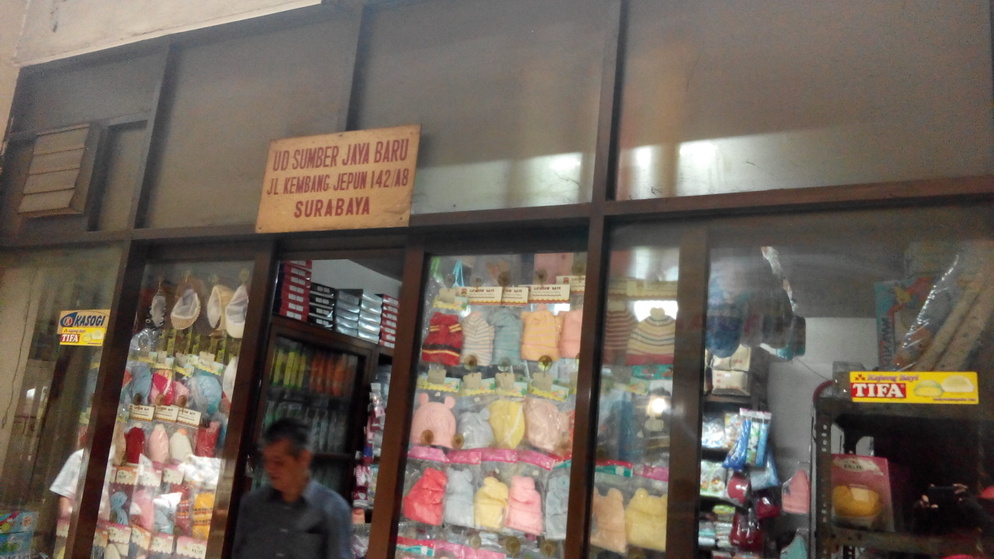 UD SUMBER JAYA BARU
JL KEMBANG JEPUN 142/A8
SURABAYA
KASOGI
TIFA
TIFA